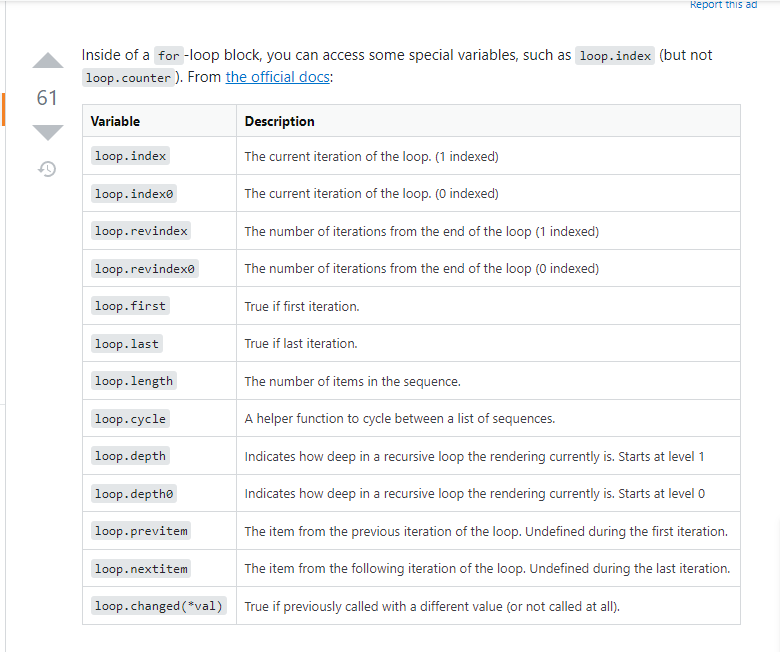 Report this ad
Inside of a for-loop block, you can access some special variables, such as loop.index (but not
loop.counter). From the official docs:
61
Variable Description
loop.index The current iteration of the loop. (1 indexed)
loop.index0 The current iteration of the loop. (0 indexed)
loop.revindex The number of iterations from the end of the loop (1 indexed)
loop.revindex0 The number of iterations from the end of the loop (0 indexed)
loop.first True if first iteration.
loop.last True if last iteration.
loop.length The number of items in the sequence.
loop.cycle A helper function to cycle between a list of sequences.
loop.depth Indicates how deep in a recursive loop the rendering currently is. Starts at level 1
loop.depth0 Indicates how deep in a recursive loop the rendering currently is. Starts at level 0
loop.previtem The item from the previous iteration of the loop. Undefined during the first iteration.
loop.nextitem The item from the following iteration of the loop. Undefined during the last iteration.
loop.changed(*val) True if previously called with a different value (or not called at all).